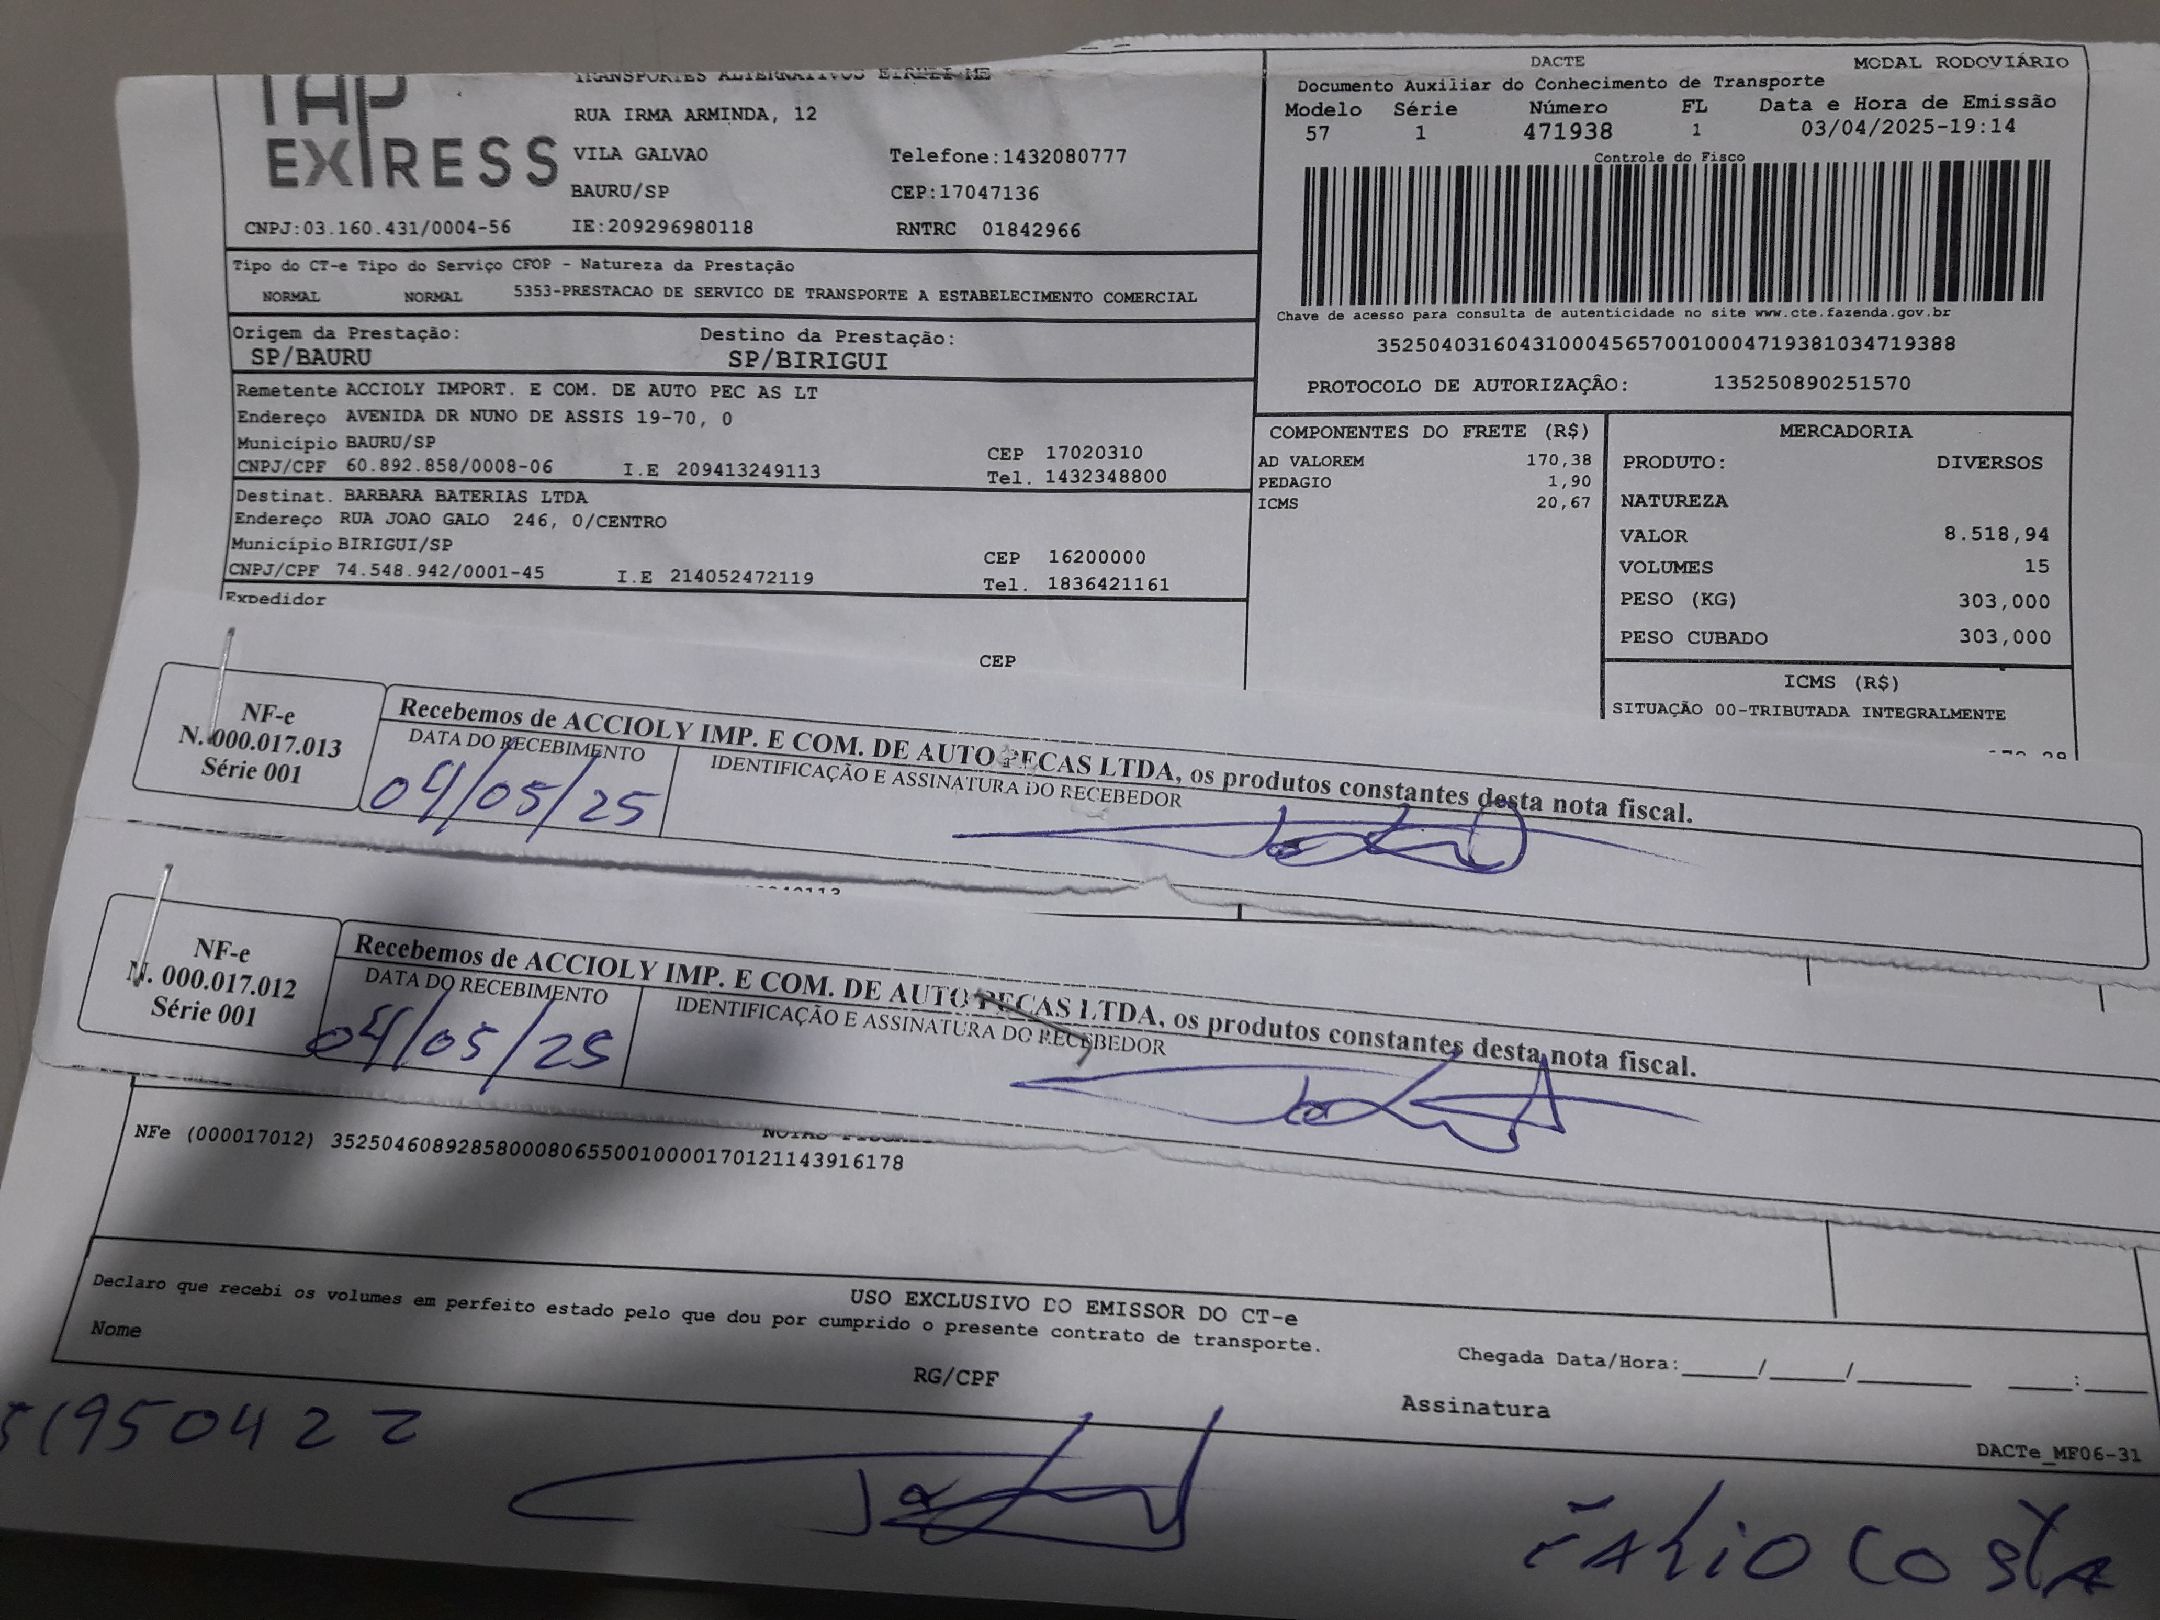 TAP
EXPRESS
TRANSPORTES ALTERNATIVOS EIRELI-ME
RUA IRMA ARMINDA, 12
VILA GALVAO Telefone:1432080777
BAURU/SP CEP:17047136
CNPJ:03.160.431/0004-56 IE:209296980118 RNTRC 01842966
DACTE MODAL RODOVIÁRIO
Documento Auxiliar do Conhecimento de Transporte
Modelo Série Número FL Data e Hora de Emissão
57 1 471938 1 03/04/2025-19:14
Controle do Fisco
Chave de acesso para consulta de autenticidade no site www.cte.fazenda.gov.br
35250403160431000456570010004719381034719388
PROTOCOLO DE AUTORIZAÇÃO: 135250890251570
Tipo do CT-e Tipo do Serviço CFOP - Natureza da Prestação
NORMAL NORMAL 5353-PRESTACAO DE SERVICO DE TRANSPORTE A ESTABELECIMENTO COMERCIAL
Origem da Prestação: Destino da Prestação:
SP/BAURU SP/BIRIGUI
Remetente ACCIOLY IMPORT. E COM. DE AUTO PEC AS LT
Endereço AVENIDA DR NUNO DE ASSIS 19-70, 0
Município BAURU/SP CEP 17020310
CNPJ/CPF 60.892.858/0008-06 I.E 209413249113 Tel. 1432348800
Destinat. BARBARA BATERIAS LTDA
Endereço RUA JOAO GALO 246, 0/CENTRO
Município BIRIGUI/SP CEP 16200000
CNPJ/CPF 74.548.942/0001-45 I.E 214052472119 Tel. 1836421161
Expedidor
CEP
COMPONENTES DO FRETE (R$)
AD VALOREM 170,38
PEDAGIO 1,90
ICMS 20,67
MERCADORIA
PRODUTO: DIVERSOS
NATUREZA
VALOR 8.518,94
VOLUMES 15
PESO (KG) 303,000
PESO CUBADO 303,000
ICMS (R$)
SITUAÇÃO 00-TRIBUTADA INTEGRALMENTE
NF-e
N. 000.017.013
Série 001
Recebemos de ACCIOLY IMP. E COM. DE AUTO PECAS LTDA, os produtos constantes desta nota fiscal.
DATA DO RECEBIMENTO IDENTIFICAÇÃO E ASSINATURA DO RECEBEDOR
04/05/25
NF-e
N. 000.017.012
Série 001
Recebemos de ACCIOLY IMP. E COM. DE AUTO PECAS LTDA, os produtos constantes desta nota fiscal.
DATA DO RECEBIMENTO IDENTIFICAÇÃO E ASSINATURA DO RECEBEDOR
04/05/25
NFe (000017012) 35250460892858000806550010000170121143916178
USO EXCLUSIVO DO EMISSOR DO CT-e
Declaro que recebi os volumes em perfeito estado pelo que dou por cumprido o presente contrato de transporte.
Nome RG/CPF Assinatura Chegada Data/Hora:_____/_____/_______ ____:____
DACTe_MF06-31
51950422
FABIO COSTA